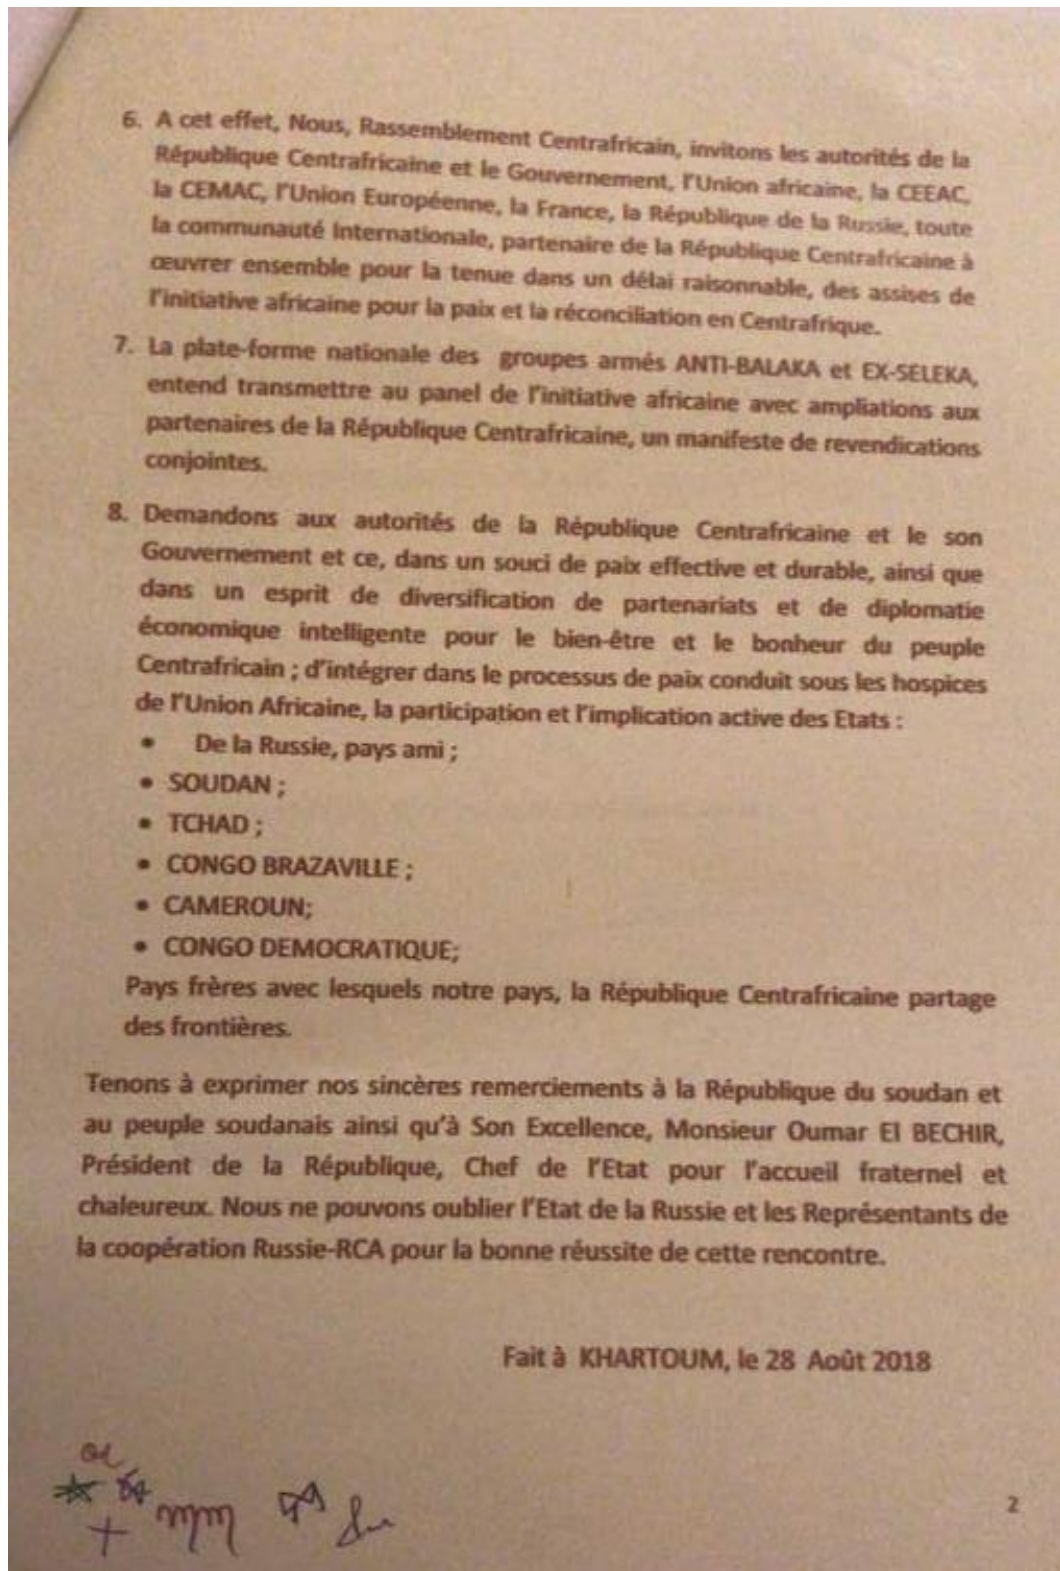 6. A cet effet, Nous, Rassemblement Centrafricain, invitons les autorités de la
République Centrafricaine et le Gouvernement, l'Union africaine, la CEEAC,
la CEMAC, l'Union Européenne, la France, la République de la Russie, toute
la communauté Internationale, partenaire de la République Centrafricaine à
œuvrer ensemble pour la tenue dans un délai raisonnable, des assises de
l'initiative africaine pour la paix et la réconciliation en Centrafrique.
7. La plate-forme nationale des groupes armés ANTI-BALAKA et EX-SELEKA,
entend transmettre au panel de l'initiative africaine avec ampliations aux
partenaires de la République Centrafricaine, un manifeste de revendications
conjointes.
8. Demandons aux autorités de la République Centrafricaine et le son
Gouvernement et ce, dans un souci de paix effective et durable, ainsi que
dans un esprit de diversification de partenariats et de diplomatie
économique intelligente pour le bien-être et le bonheur du peuple
Centrafricain ; d'intégrer dans le processus de paix conduit sous les hospices
de l'Union Africaine, la participation et l'implication active des Etats :
• De la Russie, pays ami ;
• SOUDAN ;
• TCHAD ;
• CONGO BRAZAVILLE ;
• CAMEROUN;
• CONGO DEMOCRATIQUE;
Pays frères avec lesquels notre pays, la République Centrafricaine partage
des frontières.
Tenons à exprimer nos sincères remerciements à la République du soudan et
au peuple soudanais ainsi qu'à Son Excellence, Monsieur Oumar El BECHIR,
Président de la République, Chef de l'Etat pour l'accueil fraternel et
chaleureux. Nous ne pouvons oublier l'Etat de la Russie et les Représentants de
la coopération Russie-RCA pour la bonne réussite de cette rencontre.
Fait à KHARTOUM, le 28 Août 2018
2